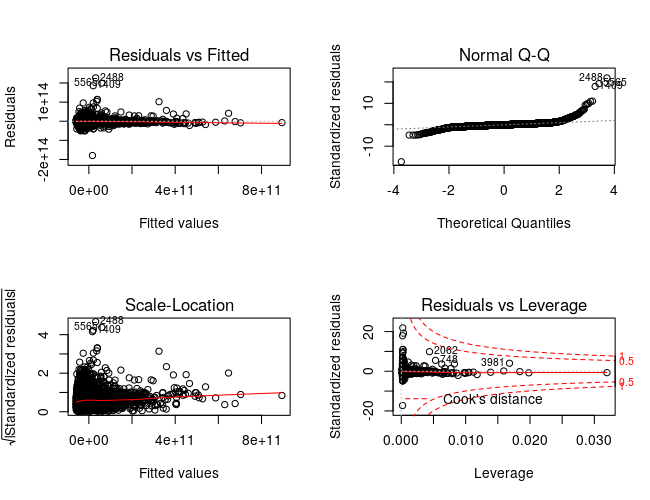 Residuals vs Fitted
Residuals
1e+14
-2e+14
2488
5565
1409
0e+00 4e+11 8e+11
Fitted values
Normal Q-Q
Standardized residuals
10
-10
2488
5565
1409
-4 -2 0 2 4
Theoretical Quantiles
Scale-Location
√|Standardized residuals|
4
2
0
2488
5565
1409
0e+00 4e+11 8e+11
Fitted values
Residuals vs Leverage
Standardized residuals
20
0
-20
2062
748
3981
1
0.5
0.5
1
Cook's distance
0.000 0.010 0.020 0.030
Leverage